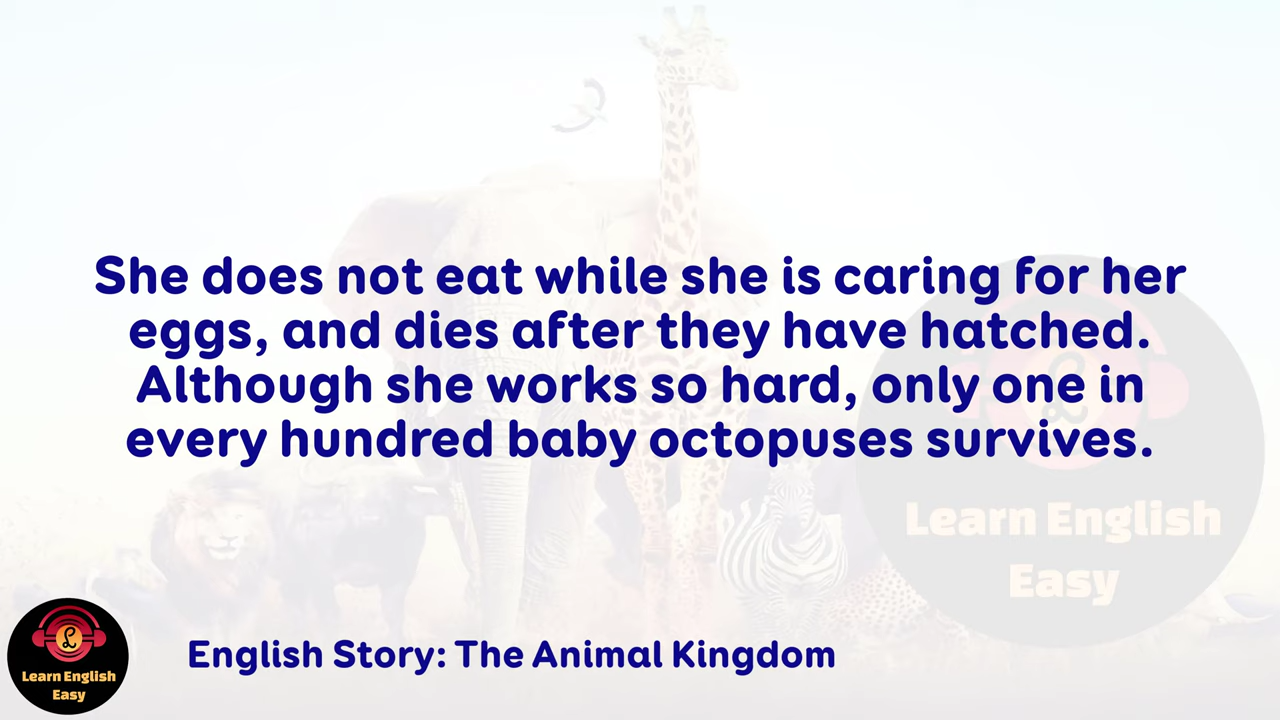 She does not eat while she is caring for her
eggs, and dies after they have hatched.
Although she works so hard, only one in
every hundred baby octopuses survives.
Learn English
Easy
English Story: The Animal Kingdom
Learn English
Easy